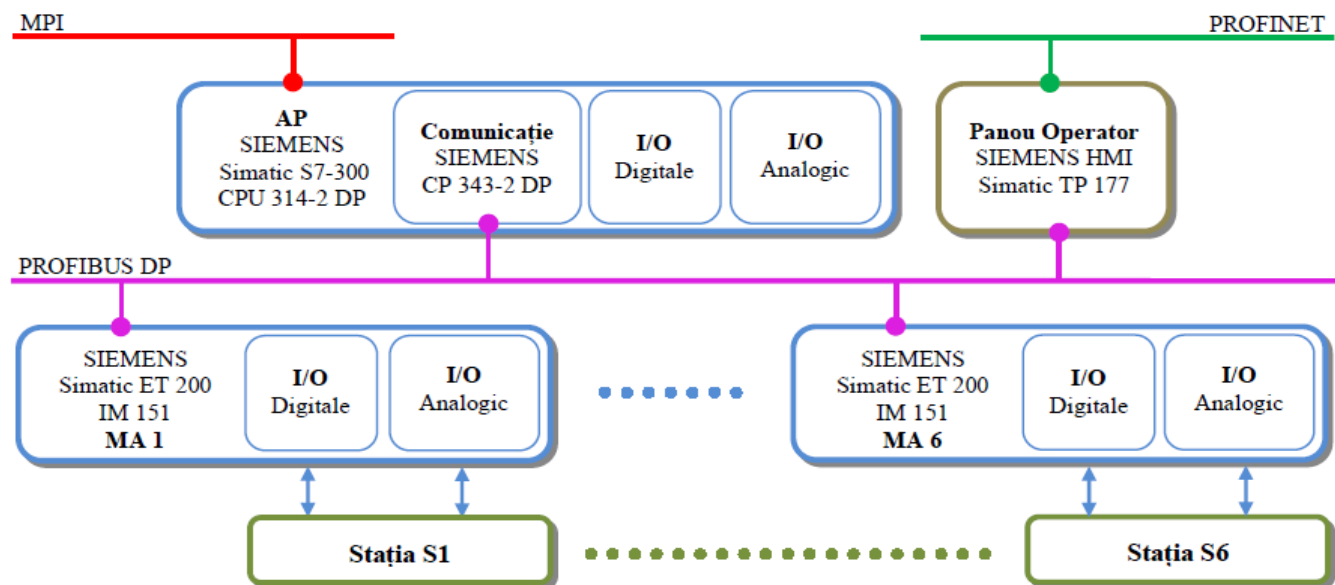 MPI
PROFINET
AP
SIEMENS
Simatic S7-300
CPU 314-2 DP
Comunicație
SIEMENS
CP 343-2 DP
I/O
Digitale
I/O
Analogic
Panou Operator
SIEMENS HMI
Simatic TP 177
PROFIBUS DP
SIEMENS
Simatic ET 200
IM 151
MA 1
I/O
Digitale
I/O
Analogic
SIEMENS
Simatic ET 200
IM 151
MA 6
I/O
Digitale
I/O
Analogic
Stația S1
Stația S6